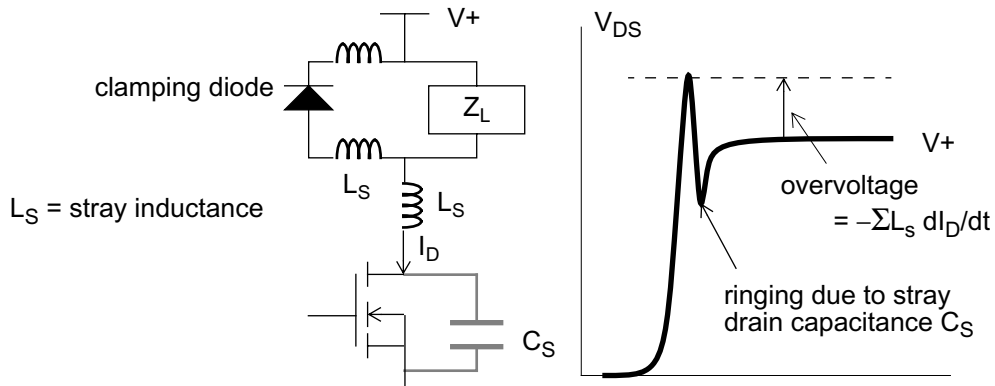 V+
clamping diode
Z_L
L_S
L_S
L_S = stray inductance
I_D
C_S
V_DS
V+
overvoltage
= −ΣL_s dI_D/dt
ringing due to stray
drain capacitance C_S